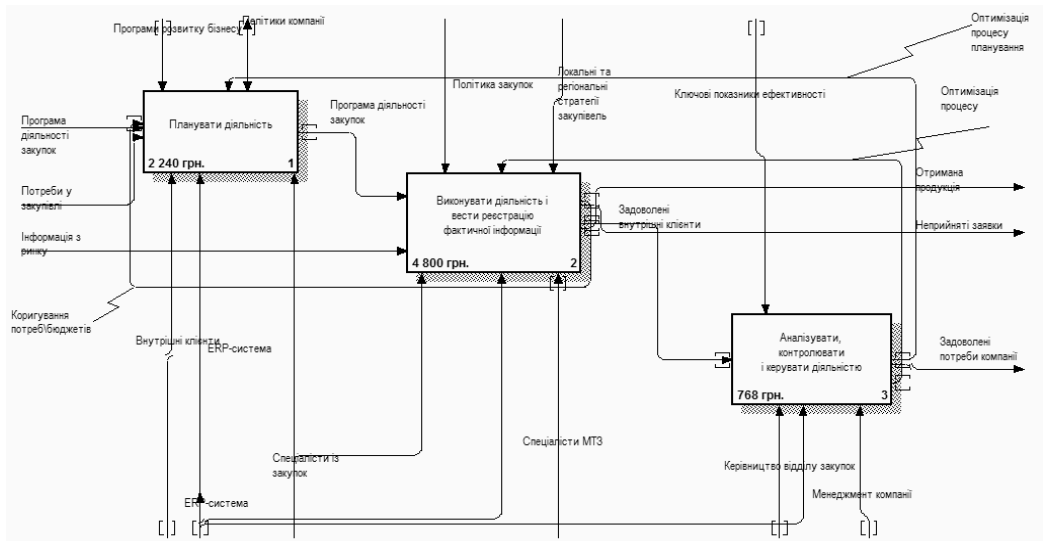 Програми розвитку бізнесу
Політики компанії
Оптимізація
процесу
планування
Політика закупок
Локальні та
регіональні
стратегії
закупівель
Ключові показники ефективності
Оптимізація
процесу
Програма
діяльності
закупок
Планувати діяльність
2 240 грн.
1
Програма діяльності
закупок
Потреби у
закупівлі
Інформація з
ринку
Виконувати діяльність і
вести реєстрацію
фактичної інформації
4 800 грн.
2
Задоволені
внутрішні клієнти
Отримана
продукція
Неприйняті заявки
Коригування
потреб\бюджетів
Внутрішні клієнти
ERP-система
Аналізувати,
контролювати
і керувати діяльністю
768 грн.
3
Задоволені
потреби компанії
Спеціалісти із
закупок
Спеціалісти МТЗ
Керівництво відділу закупок
Менеджмент компанії
ERP-система